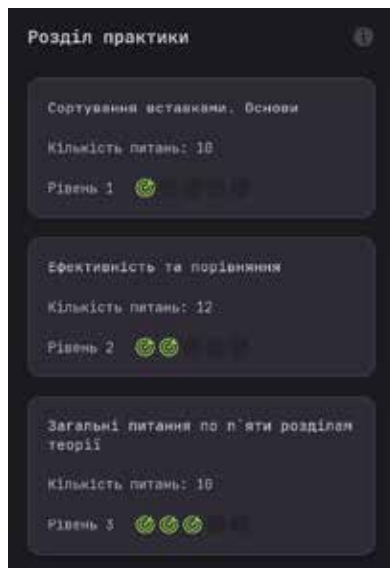 Розділ практики
Сортування вставками. Основи
Кількість питань: 10
Рівень 1
Ефективність та порівняння
Кількість питань: 12
Рівень 2
Загальні питання по п'яти розділам
теорії
Кількість питань: 10
Рівень 3